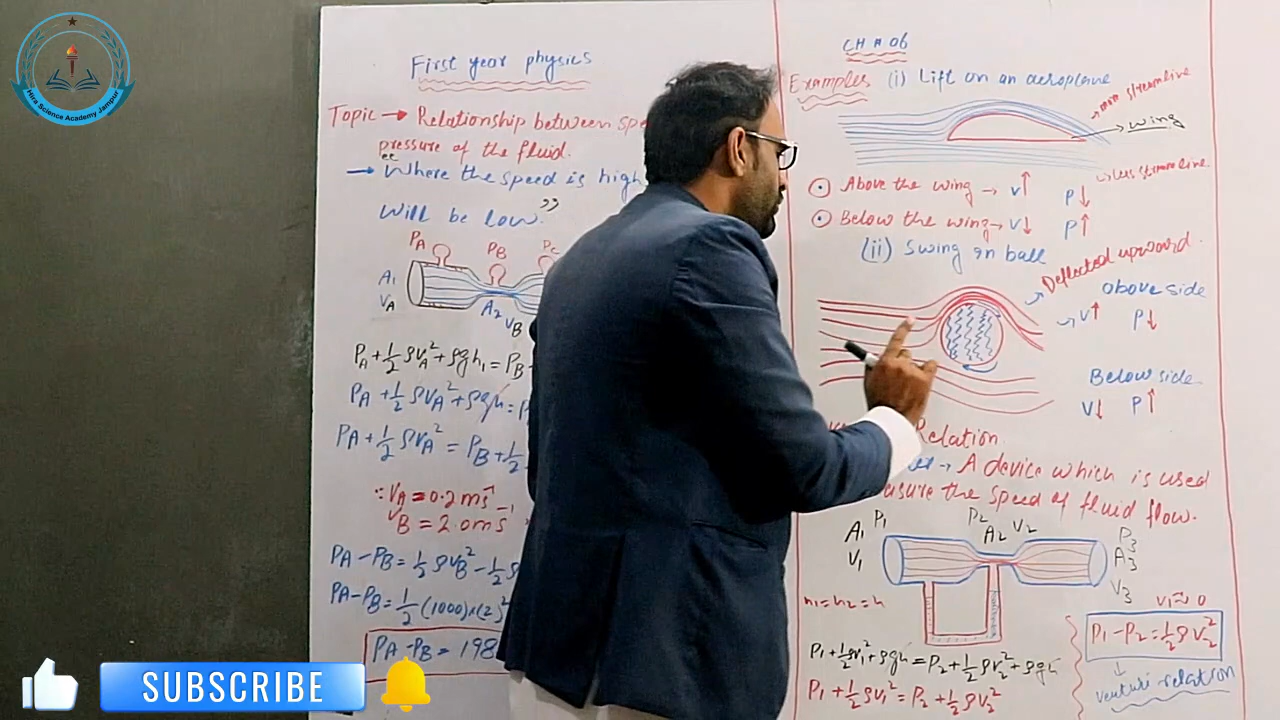 Hira Science Academy Jampur
First year physics
Topic → Relationship between
pressure of the fluid.
→ "Where the speed is high
will be low."
PA PB PC
A1
VA
A2
VB
PA + 1/2 ρVA² + ρgh1 = PB
PA + 1/2 ρVA² + ρgh =
PA + 1/2 ρVA² = PB + 1/2
∵ VA = 0.2 ms⁻¹
VB = 2.0 ms⁻¹
PA - PB = 1/2 ρVB² - 1/2 ρ
PA - PB = 1/2 (1000) × (2)²
PA - PB = 198
CH # 06
Examples (i) Lift on an aeroplane
streamline
wing
less streamline
⊙ Above the wing → v↑ P↓
⊙ Below the wing → v↓ P↑
(ii) Swing in ball
Deflected upward
above side
→ v↑ P↓
Below side
v↓ P↑
Relation
→ A device which is used
the speed of fluid flow.
A1 P1 P2 A2 V2 P3
V1 A3
V3
h1 = h2 = h
P1 + 1/2 ρv1² + ρgh = P2 + 1/2 ρv2² + ρgh
P1 + 1/2 ρv1² = P2 + 1/2 ρv2²
V1 ≈ 0
P1 - P2 = 1/2 ρV2²
venturi relation
SUBSCRIBE